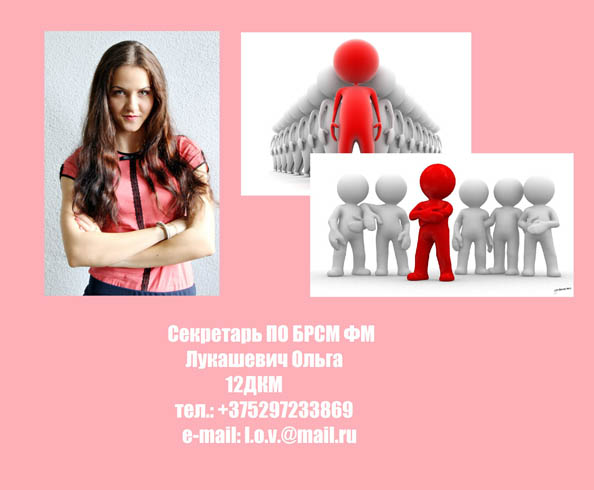 Секретарь ПО БРСМ ФМ
Лукашевич Ольга
12ДКМ
тел.: +375297233869
e-mail: l.o.v.@mail.ru